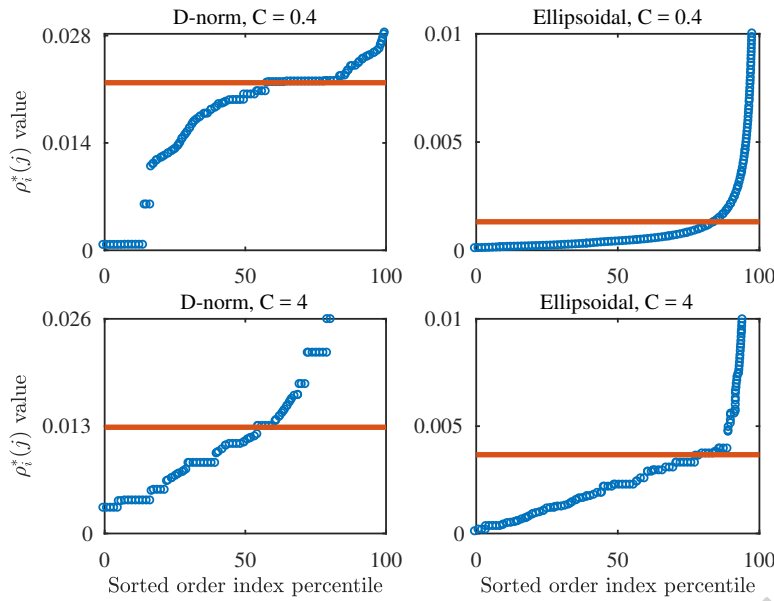 D-norm, C = 0.4
Ellipsoidal, C = 0.4
0.028
0.014
0
ρ*i(j) value
0 50 100
0.01
0.005
0
0 50 100
D-norm, C = 4
Ellipsoidal, C = 4
0.026
0.013
0
ρ*i(j) value
0 50 100
Sorted order index percentile
0.01
0.005
0
0 50 100
Sorted order index percentile